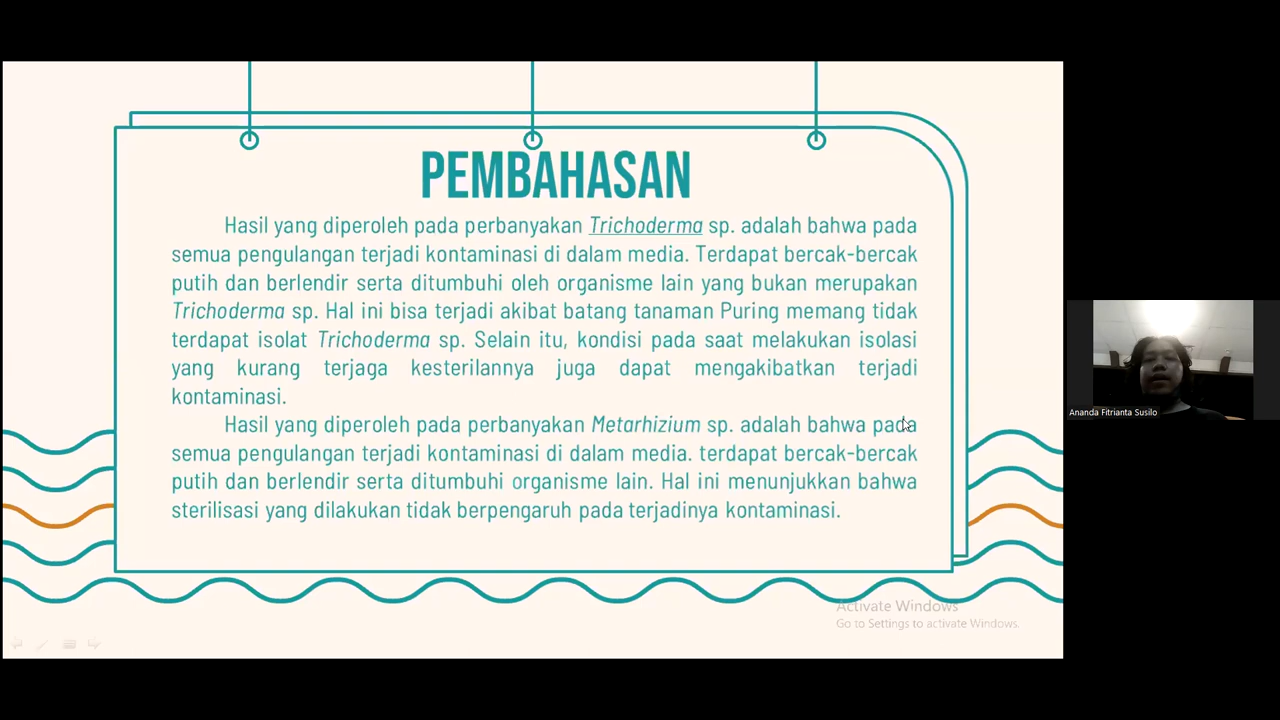 PEMBAHASAN
Hasil yang diperoleh pada perbanyakan Trichoderma sp. adalah bahwa pada
semua pengulangan terjadi kontaminasi di dalam media. Terdapat bercak-bercak
putih dan berlendir serta ditumbuhi oleh organisme lain yang bukan merupakan
Trichoderma sp. Hal ini bisa terjadi akibat batang tanaman Puring memang tidak
terdapat isolat Trichoderma sp. Selain itu, kondisi pada saat melakukan isolasi
yang kurang terjaga kesterilannya juga dapat mengakibatkan terjadi
kontaminasi.
Hasil yang diperoleh pada perbanyakan Metarhizium sp. adalah bahwa pada
semua pengulangan terjadi kontaminasi di dalam media. terdapat bercak-bercak
putih dan berlendir serta ditumbuhi organisme lain. Hal ini menunjukkan bahwa
sterilisasi yang dilakukan tidak berpengaruh pada terjadinya kontaminasi.
Activate Windows
Go to Settings to activate Windows.
Ananda Fitrianta Susilo